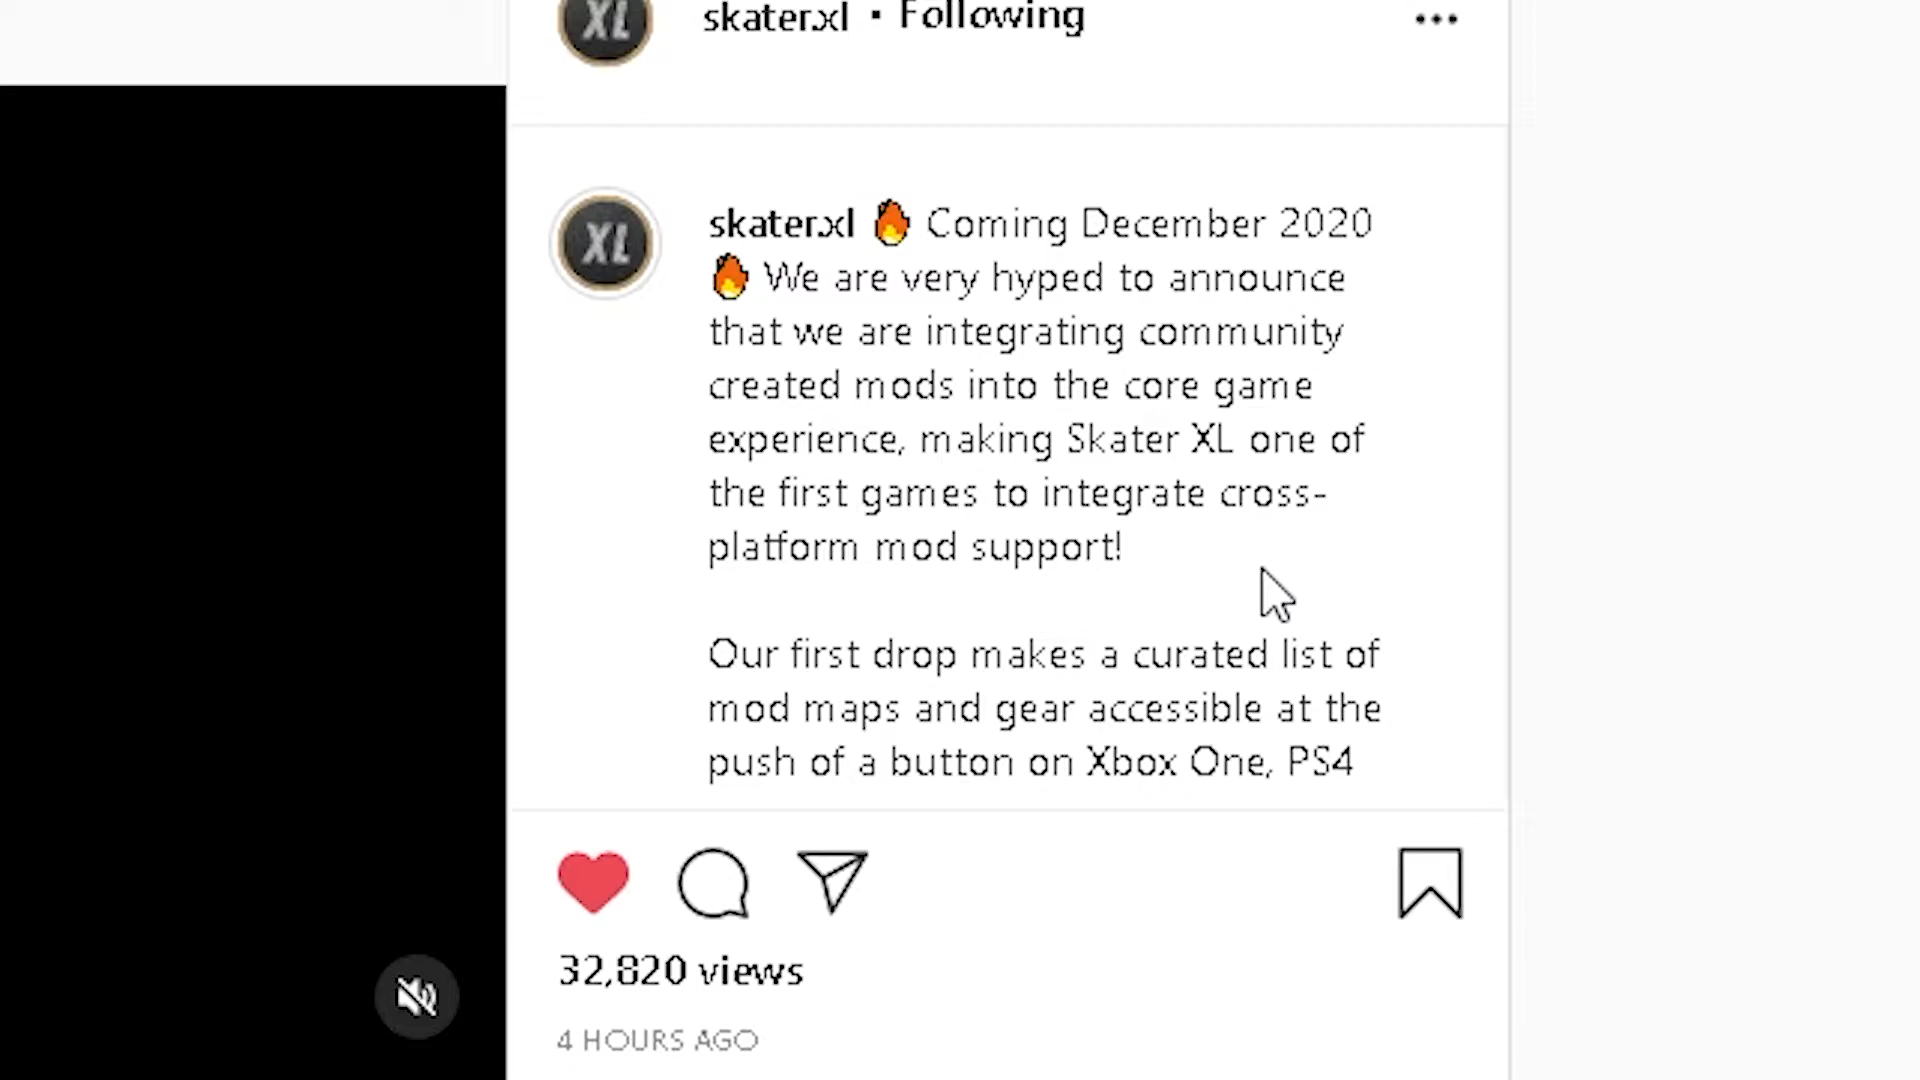 XL
skater.xl • Following
XL
skater.xl 🔥 Coming December 2020
🔥 We are very hyped to announce
that we are integrating community
created mods into the core game
experience, making Skater XL one of
the first games to integrate cross-
platform mod support!
Our first drop makes a curated list of
mod maps and gear accessible at the
push of a button on Xbox One, PS4
32,820 views
4 HOURS AGO